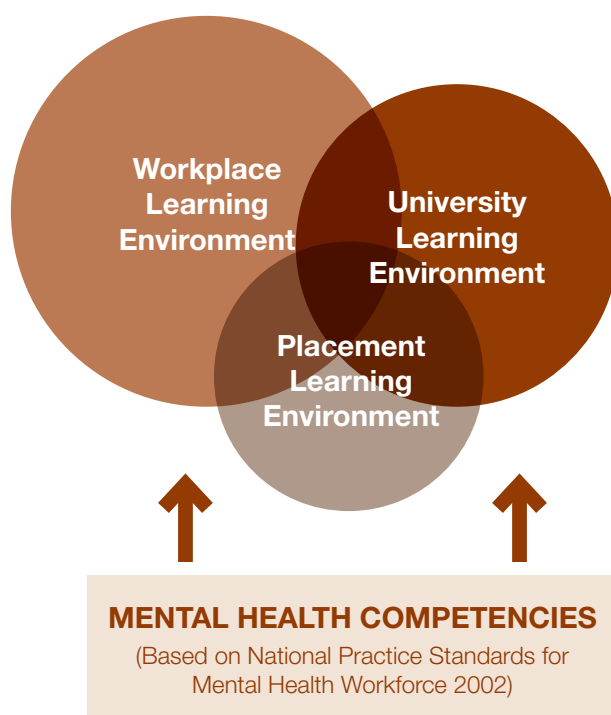 Workplace
Learning
Environment
University
Learning
Environment
Placement
Learning
Environment
MENTAL HEALTH COMPETENCIES
(Based on National Practice Standards for
Mental Health Workforce 2002)